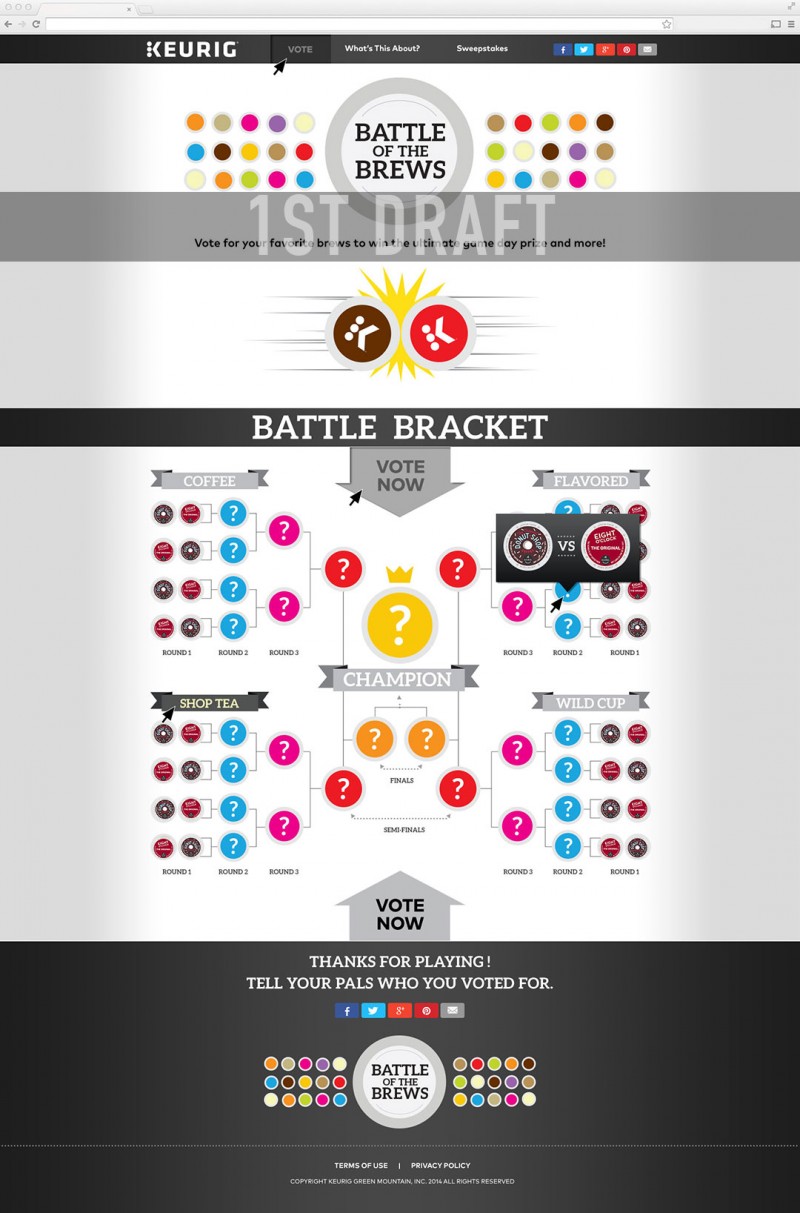 KEURIG
VOTE
What's This About?
Sweepstakes
BATTLE
OF THE
BREWS
1ST DRAFT
Vote for your favorite brews to win the ultimate game day prize and more!
BATTLE BRACKET
VOTE
NOW
COFFEE
FLAVORED
DONUT SHOP
VS
EIGHT
O'CLOCK
THE ORIGINAL
ROUND 1
ROUND 2
ROUND 3
ROUND 3
ROUND 2
ROUND 1
?
CHAMPION
SHOP TEA
WILD CUP
? ?
FINALS
SEMI-FINALS
ROUND 1
ROUND 2
ROUND 3
ROUND 3
ROUND 2
ROUND 1
VOTE
NOW
THANKS FOR PLAYING !
TELL YOUR PALS WHO YOU VOTED FOR.
BATTLE
OF THE
BREWS
TERMS OF USE | PRIVACY POLICY
COPYRIGHT KEURIG GREEN MOUNTAIN, INC. 2014 ALL RIGHTS RESERVED